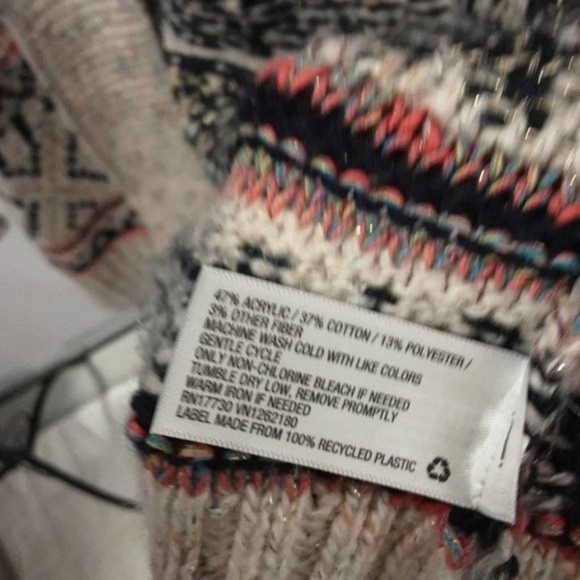 47% ACRYLIC / 37% COTTON / 13% POLYESTER /
3% OTHER FIBER
MACHINE WASH COLD WITH LIKE COLORS
GENTLE CYCLE
ONLY NON-CHLORINE BLEACH IF NEEDED
TUMBLE DRY LOW, REMOVE PROMPTLY
WARM IRON IF NEEDED
RN17730 VN1262180
LABEL MADE FROM 100% RECYCLED PLASTIC